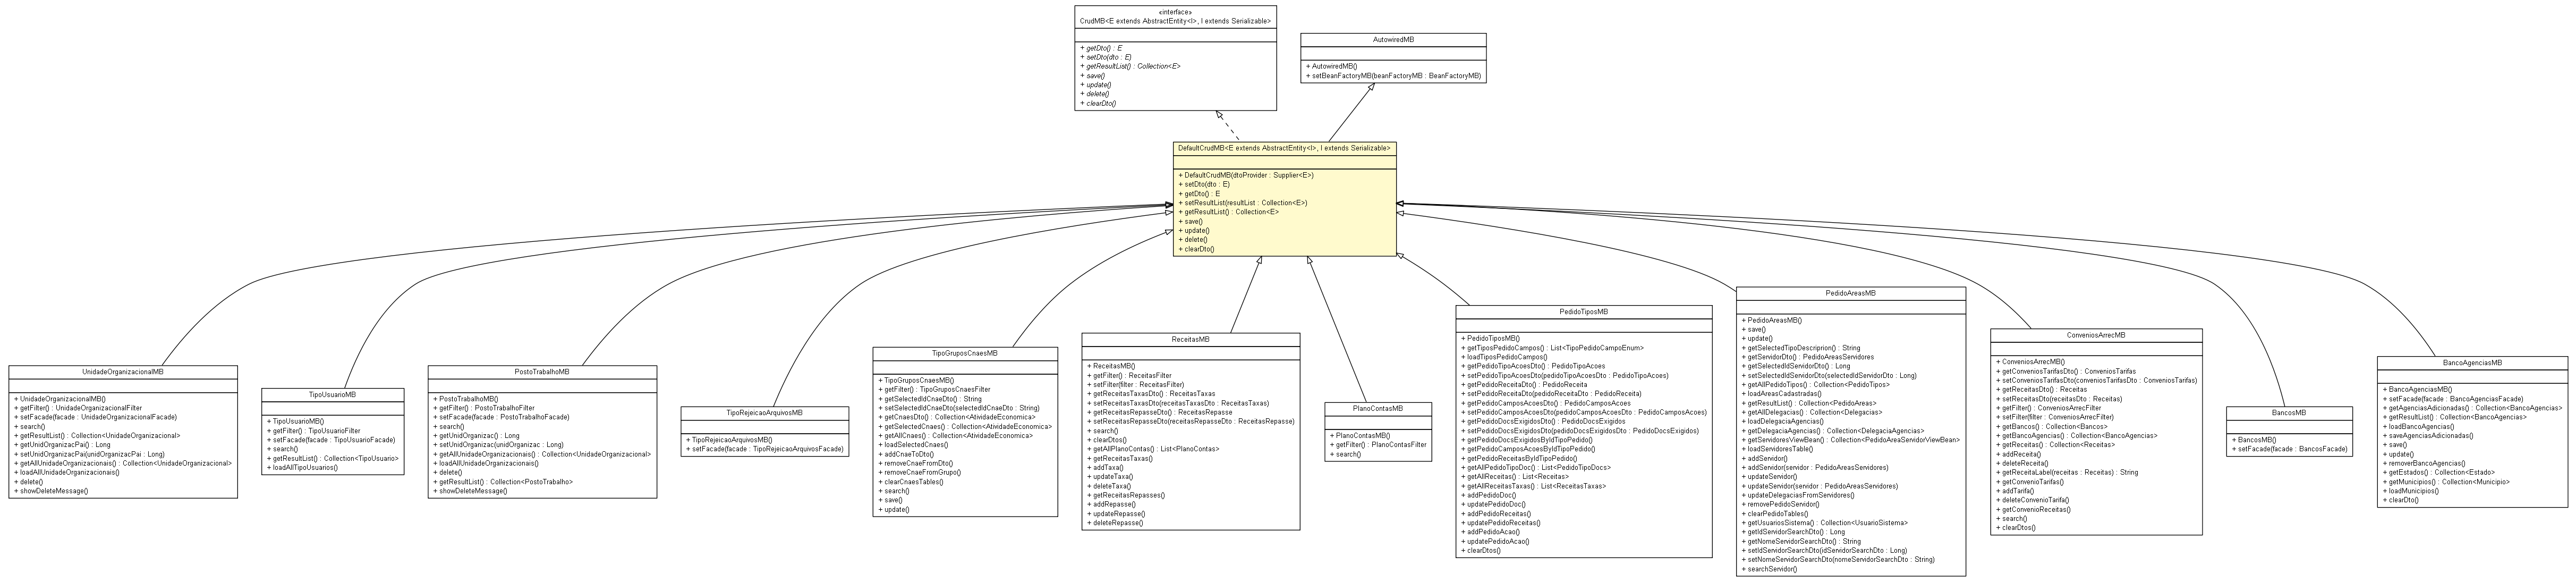 «interface»
CrudMB<E extends AbstractEntity<I>, I extends Serializable>
+ getDto() : E
+ setDto(dto : E)
+ getResultList() : Collection<E>
+ save()
+ update()
+ delete()
+ clearDto()
AutowiredMB
+ AutowiredMB()
+ setBeanFactoryMB(beanFactoryMB : BeanFactoryMB)
DefaultCrudMB<E extends AbstractEntity<I>, I extends Serializable>
+ DefaultCrudMB(dtoProvider : Supplier<E>)
+ setDto(dto : E)
+ getDto() : E
+ setResultList(resultList : Collection<E>)
+ getResultList() : Collection<E>
+ save()
+ update()
+ delete()
+ clearDto()
UnidadeOrganizacionalMB
+ UnidadeOrganizacionalMB()
+ getFilter() : UnidadeOrganizacionalFilter
+ setFacade(facade : UnidadeOrganizacionalFacade)
+ search()
+ getResultList() : Collection<UnidadeOrganizacional>
+ getUnidOrganizacPai() : Long
+ setUnidOrganizacPai(unidOrganizacPai : Long)
+ getAllUnidadeOrganizacionais() : Collection<UnidadeOrganizacional>
+ loadAllUnidadeOrganizacionais()
+ delete()
+ showDeleteMessage()
TipoUsuarioMB
+ TipoUsuarioMB()
+ getFilter() : TipoUsuarioFilter
+ setFacade(facade : TipoUsuarioFacade)
+ search()
+ getResultList() : Collection<TipoUsuario>
+ loadAllTipoUsuarios()
PostoTrabalhoMB
+ PostoTrabalhoMB()
+ getFilter() : PostoTrabalhoFilter
+ setFacade(facade : PostoTrabalhoFacade)
+ search()
+ getUnidOrganizac() : Long
+ setUnidOrganizac(unidOrganizac : Long)
+ getAllUnidadeOrganizacionais() : Collection<UnidadeOrganizacional>
+ loadAllUnidadeOrganizacionais()
+ delete()
+ getResultList() : Collection<PostoTrabalho>
+ showDeleteMessage()
TipoRejeicaoArquivosMB
+ TipoRejeicaoArquivosMB()
+ setFacade(facade : TipoRejeicaoArquivosFacade)
TipoGruposCnaesMB
+ TipoGruposCnaesMB()
+ getFilter() : TipoGruposCnaesFilter
+ getSelectedIdCnaeDto() : String
+ setSelectedIdCnaeDto(selectedIdCnaeDto : String)
+ getCnaesDto() : Collection<AtividadeEconomica>
+ getSelectedCnaes() : Collection<AtividadeEconomica>
+ getAllCnaes() : Collection<AtividadeEconomica>
+ loadSelectedCnaes()
+ addCnaeToDto()
+ removeCnaeFromDto()
+ removeCnaeFromGrupo()
+ clearCnaesTables()
+ search()
+ save()
+ update()
ReceitasMB
+ ReceitasMB()
+ getFilter() : ReceitasFilter
+ setFilter(filter : ReceitasFilter)
+ getReceitasTaxasDto() : ReceitasTaxas
+ setReceitasTaxasDto(receitasTaxasDto : ReceitasTaxas)
+ getReceitasRepasseDto() : ReceitasRepasse
+ setReceitasRepasseDto(receitasRepasseDto : ReceitasRepasse)
+ search()
+ clearDtos()
+ getAllPlanoContas() : List<PlanoContas>
+ getReceitasTaxas()
+ addTaxa()
+ updateTaxa()
+ deleteTaxa()
+ getReceitasRepasses()
+ addRepasse()
+ updateRepasse()
+ deleteRepasse()
PlanoContasMB
+ PlanoContasMB()
+ getFilter() : PlanoContasFilter
+ search()
PedidoTiposMB
+ PedidoTiposMB()
+ getTiposPedidoCampos() : List<TipoPedidoCampoEnum>
+ loadTiposPedidoCampos()
+ getPedidoTipoAcoesDto() : PedidoTipoAcoes
+ setPedidoTipoAcoesDto(pedidoTipoAcoesDto : PedidoTipoAcoes)
+ getPedidoReceitaDto() : PedidoReceita
+ setPedidoReceitaDto(pedidoReceitaDto : PedidoReceita)
+ getPedidoCamposAcoesDto() : PedidoCamposAcoes
+ setPedidoCamposAcoesDto(pedidoCamposAcoesDto : PedidoCamposAcoes)
+ getPedidoDocsExigidosDto() : PedidoDocsExigidos
+ setPedidoDocsExigidosDto(pedidoDocsExigidosDto : PedidoDocsExigidos)
+ getPedidoDocsExigidosByIdTipoPedido()
+ getPedidoCamposAcoesByIdTipoPedido()
+ getPedidoReceitasByIdTipoPedido()
+ getAllPedidoTipoDoc() : List<PedidoTipoDocs>
+ getAllReceitas() : List<Receitas>
+ getAllReceitasTaxas() : List<ReceitasTaxas>
+ addPedidoDoc()
+ updatePedidoDoc()
+ addPedidoReceitas()
+ updatePedidoReceitas()
+ addPedidoAcao()
+ updatePedidoAcao()
+ clearDtos()
PedidoAreasMB
+ PedidoAreasMB()
+ save()
+ update()
+ getSelectedTipoDescriprion() : String
+ getServidorDto() : PedidoAreasServidores
+ getSelectedIdServidorDto() : Long
+ setSelectedIdServidorDto(selectedIdServidorDto : Long)
+ getAllPedidoTipos() : Collection<PedidoTipos>
+ loadAreasCadastradas()
+ getResultList() : Collection<PedidoAreas>
+ getAllDelegacias() : Collection<Delegacias>
+ loadDelegaciaAgencias()
+ getDelegaciaAgencias() : Collection<DelegaciaAgencias>
+ getServidoresViewBean() : Collection<PedidoAreaServidorViewBean>
+ loadServidoresTable()
+ addServidor()
+ addServidor(servidor : PedidoAreasServidores)
+ updateServidor()
+ updateServidor(servidor : PedidoAreasServidores)
+ updateDelegaciasFromServidores()
+ removePedidoServidor()
+ clearPedidoTables()
+ getUsuariosSistema() : Collection<UsuarioSistema>
+ getIdServidorSearchDto() : Long
+ getNomeServidorSearchDto() : String
+ setIdServidorSearchDto(idServidorSearchDto : Long)
+ setNomeServidorSearchDto(nomeServidorSearchDto : String)
+ searchServidor()
ConveniosArrecMB
+ ConveniosArrecMB()
+ getConveniosTarifasDto() : ConveniosTarifas
+ setConveniosTarifasDto(conveniosTarifasDto : ConveniosTarifas)
+ getReceitasDto() : Receitas
+ setReceitasDto(receitasDto : Receitas)
+ getFilter() : ConveniosArrecFilter
+ setFilter(filter : ConveniosArrecFilter)
+ getBancos() : Collection<Bancos>
+ getBancoAgencias() : Collection<BancoAgencias>
+ getReceitas() : Collection<Receitas>
+ addReceita()
+ deleteReceita()
+ getReceitaLabel(receitas : Receitas) : String
+ getConvenioTarifas()
+ addTarifa()
+ deleteConvenioTarifa()
+ getConvenioReceitas()
+ search()
+ clearDtos()
BancosMB
+ BancosMB()
+ setFacade(facade : BancosFacade)
BancoAgenciasMB
+ BancoAgenciasMB()
+ setFacade(facade : BancoAgenciasFacade)
+ getAgenciasAdicionadas() : Collection<BancoAgencias>
+ getResultList() : Collection<BancoAgencias>
+ loadBancoAgencias()
+ saveAgenciasAdicionadas()
+ save()
+ update()
+ removerBancoAgencias()
+ getEstados() : Collection<Estado>
+ getMunicipios() : Collection<Municipio>
+ loadMunicipios()
+ clearDto()